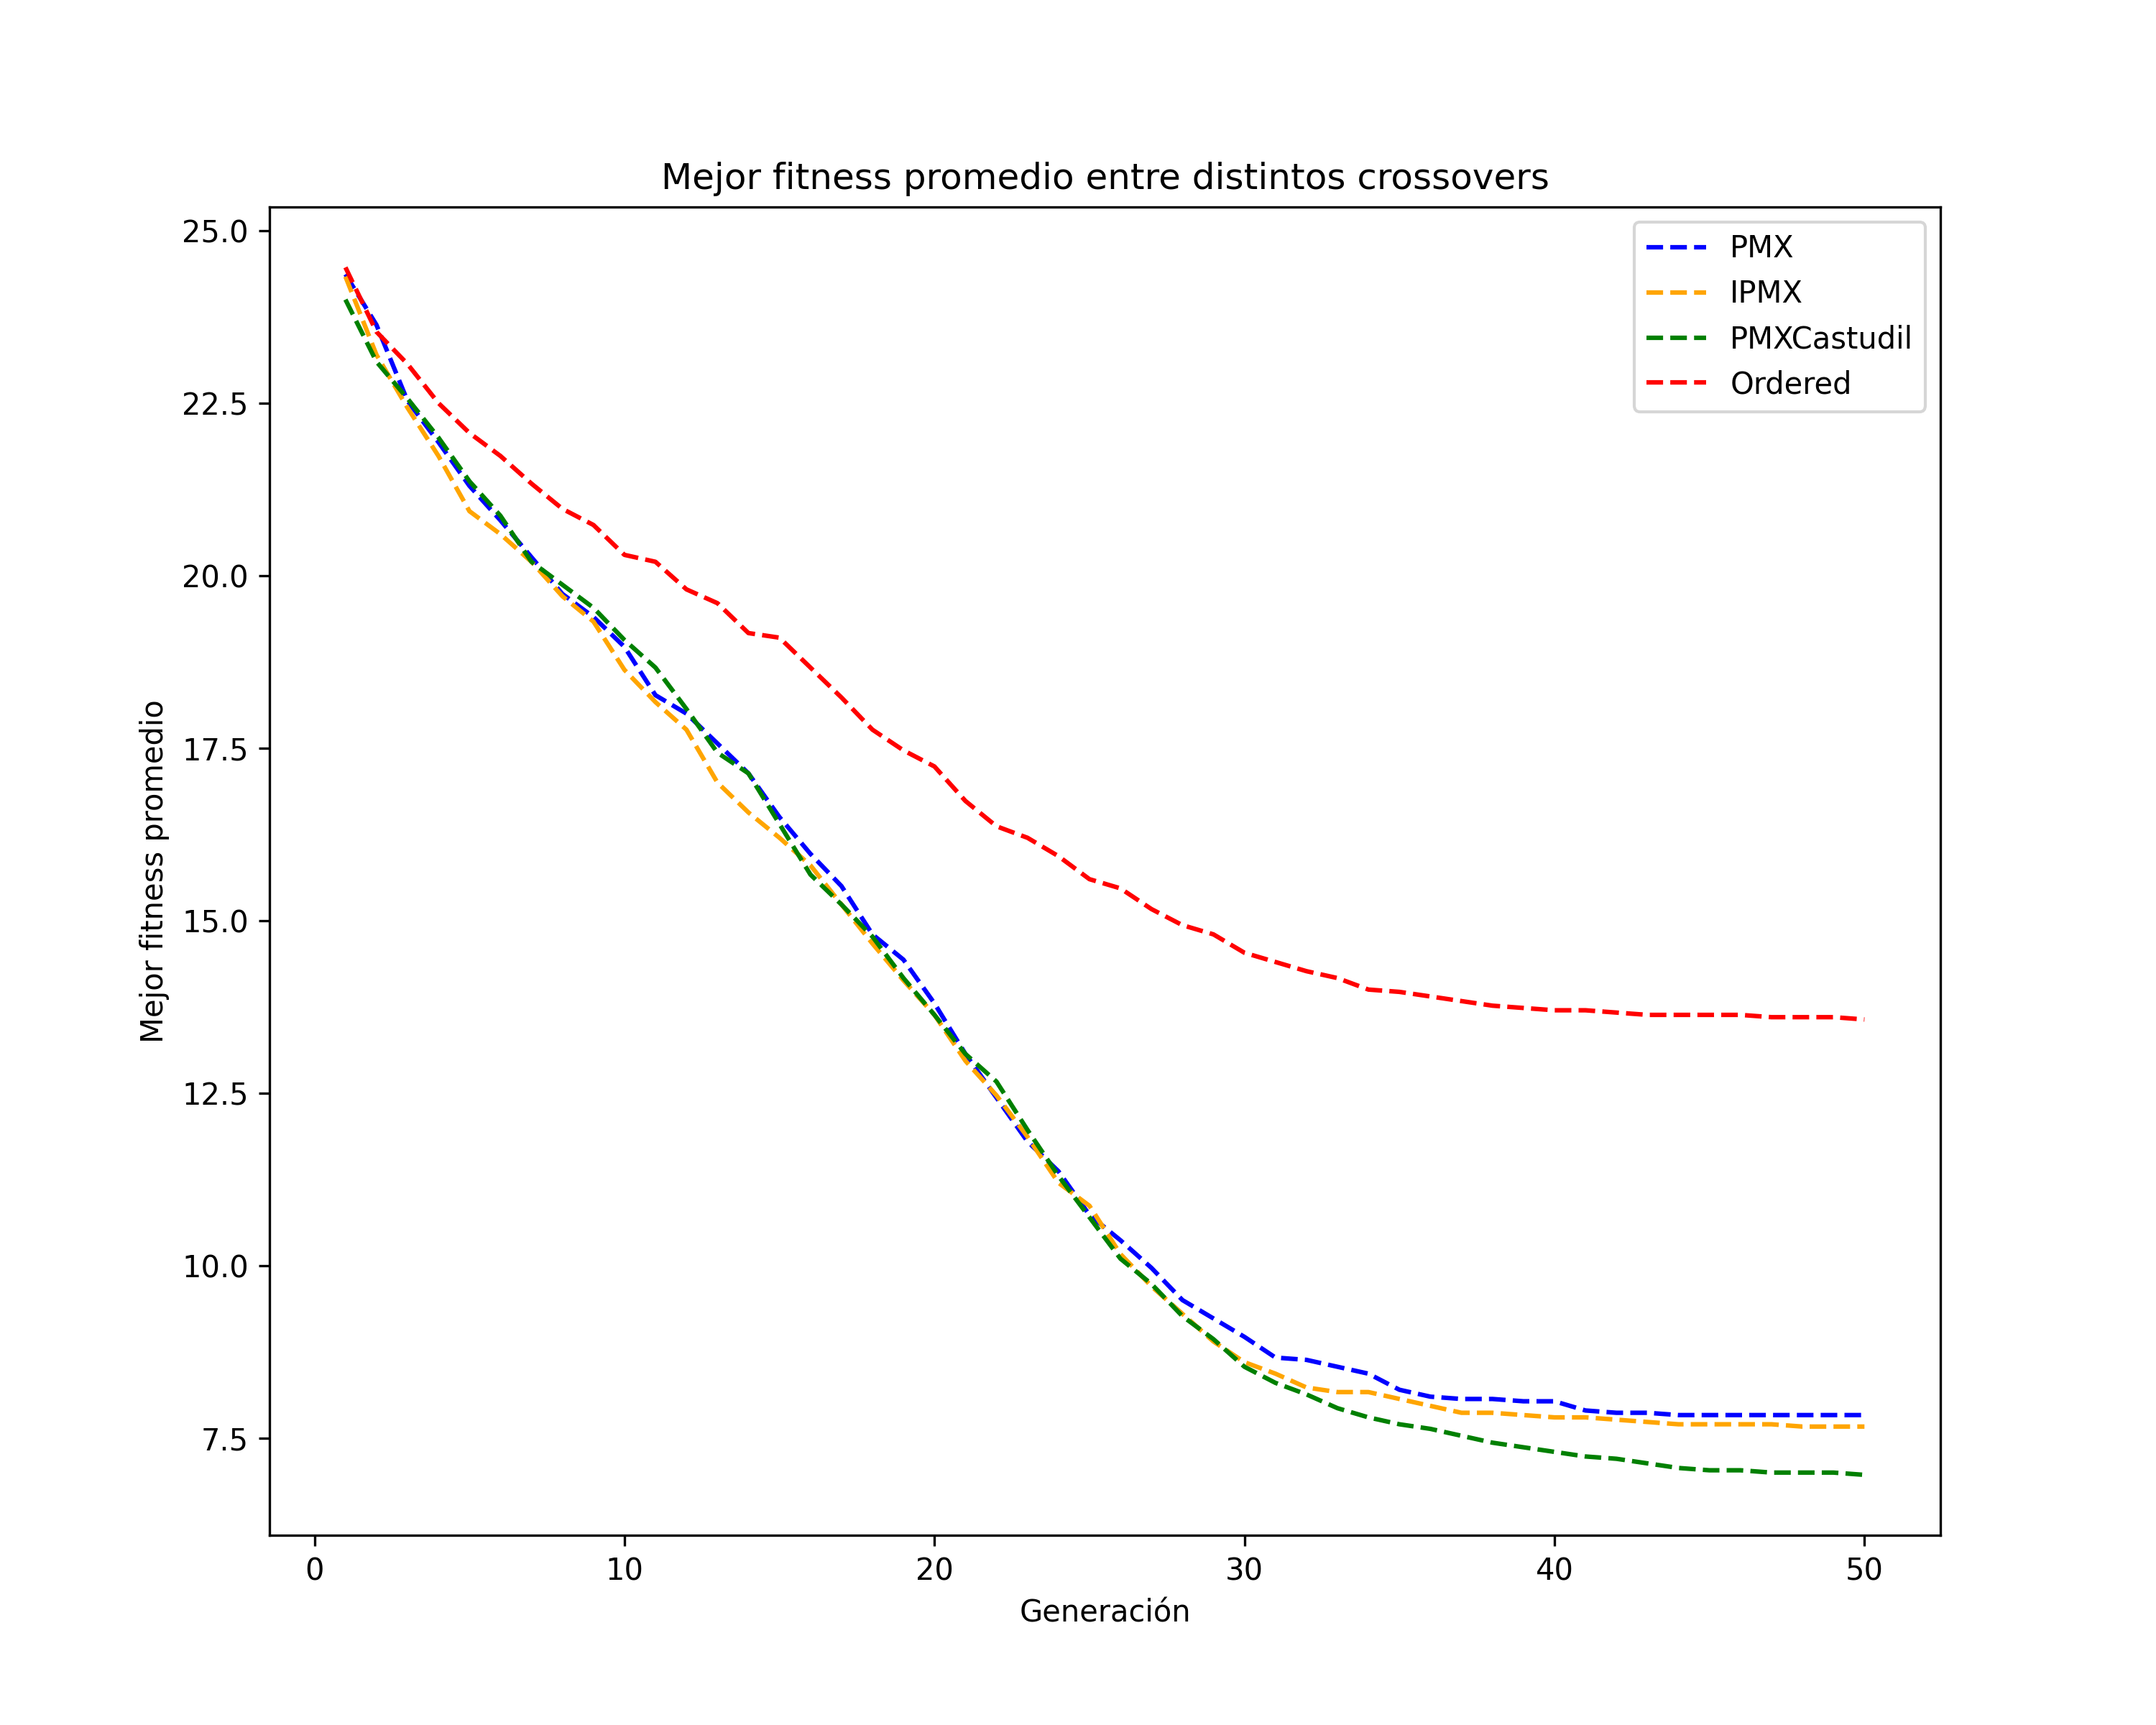 Mejor fitness promedio entre distintos crossovers
25.0
22.5
20.0
17.5
15.0
12.5
10.0
7.5
Mejor fitness promedio
PMX
IPMX
PMXCastudil
Ordered
0 10 20 30 40 50
Generación